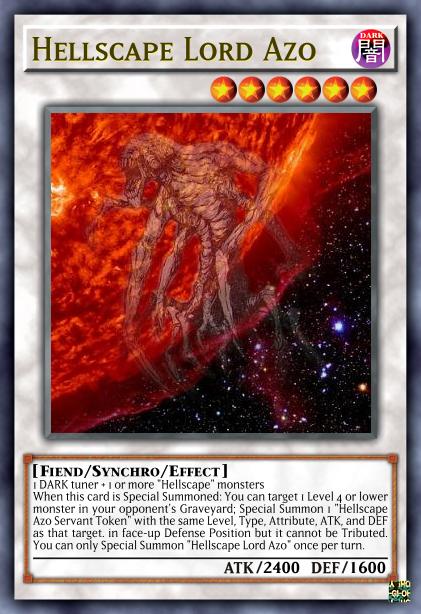 Hellscape Lord Azo
DARK
闇
[Fiend/Synchro/Effect]
1 DARK tuner + 1 or more "Hellscape" monsters
When this card is Special Summoned: You can target 1 Level 4 or lower
monster in your opponent's Graveyard; Special Summon 1 "Hellscape
Azo Servant Token" with the same Level, Type, Attribute, ATK, and DEF
as that target. in face-up Defense Position but it cannot be Tributed.
You can only Special Summon "Hellscape Lord Azo" once per turn.
ATK/2400 DEF/1600